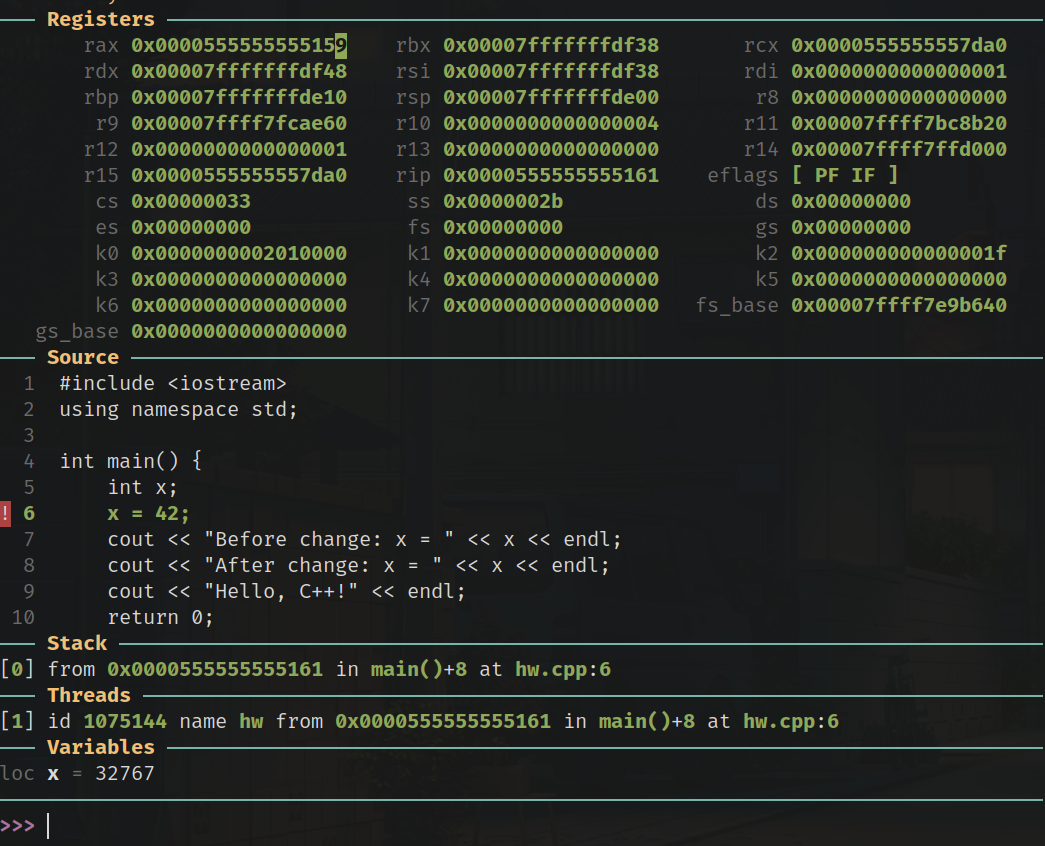 Registers
rax 0x0000555555555159 rbx 0x00007fffffffdf38 rcx 0x0000555555557da0
rdx 0x00007fffffffdf48 rsi 0x00007fffffffdf38 rdi 0x0000000000000001
rbp 0x00007fffffffde10 rsp 0x00007fffffffde00 r8 0x0000000000000000
r9 0x00007ffff7fcae60 r10 0x0000000000000004 r11 0x00007ffff7bc8b20
r12 0x0000000000000001 r13 0x0000000000000000 r14 0x00007ffff7ffd000
r15 0x0000555555557da0 rip 0x0000555555555161 eflags [ PF IF ]
cs 0x00000033 ss 0x0000002b ds 0x00000000
es 0x00000000 fs 0x00000000 gs 0x00000000
k0 0x0000000002010000 k1 0x0000000000000000 k2 0x000000000000001f
k3 0x0000000000000000 k4 0x0000000000000000 k5 0x0000000000000000
k6 0x0000000000000000 k7 0x0000000000000000 fs_base 0x00007ffff7e9b640
gs_base 0x0000000000000000
Source
1 #include <iostream>
2 using namespace std;
3
4 int main() {
5 int x;
! 6 x = 42;
7 cout << "Before change: x = " << x << endl;
8 cout << "After change: x = " << x << endl;
9 cout << "Hello, C++!" << endl;
10 return 0;
Stack
[0] from 0x0000555555555161 in main()+8 at hw.cpp:6
Threads
[1] id 1075144 name hw from 0x0000555555555161 in main()+8 at hw.cpp:6
Variables
loc x = 32767
>>>